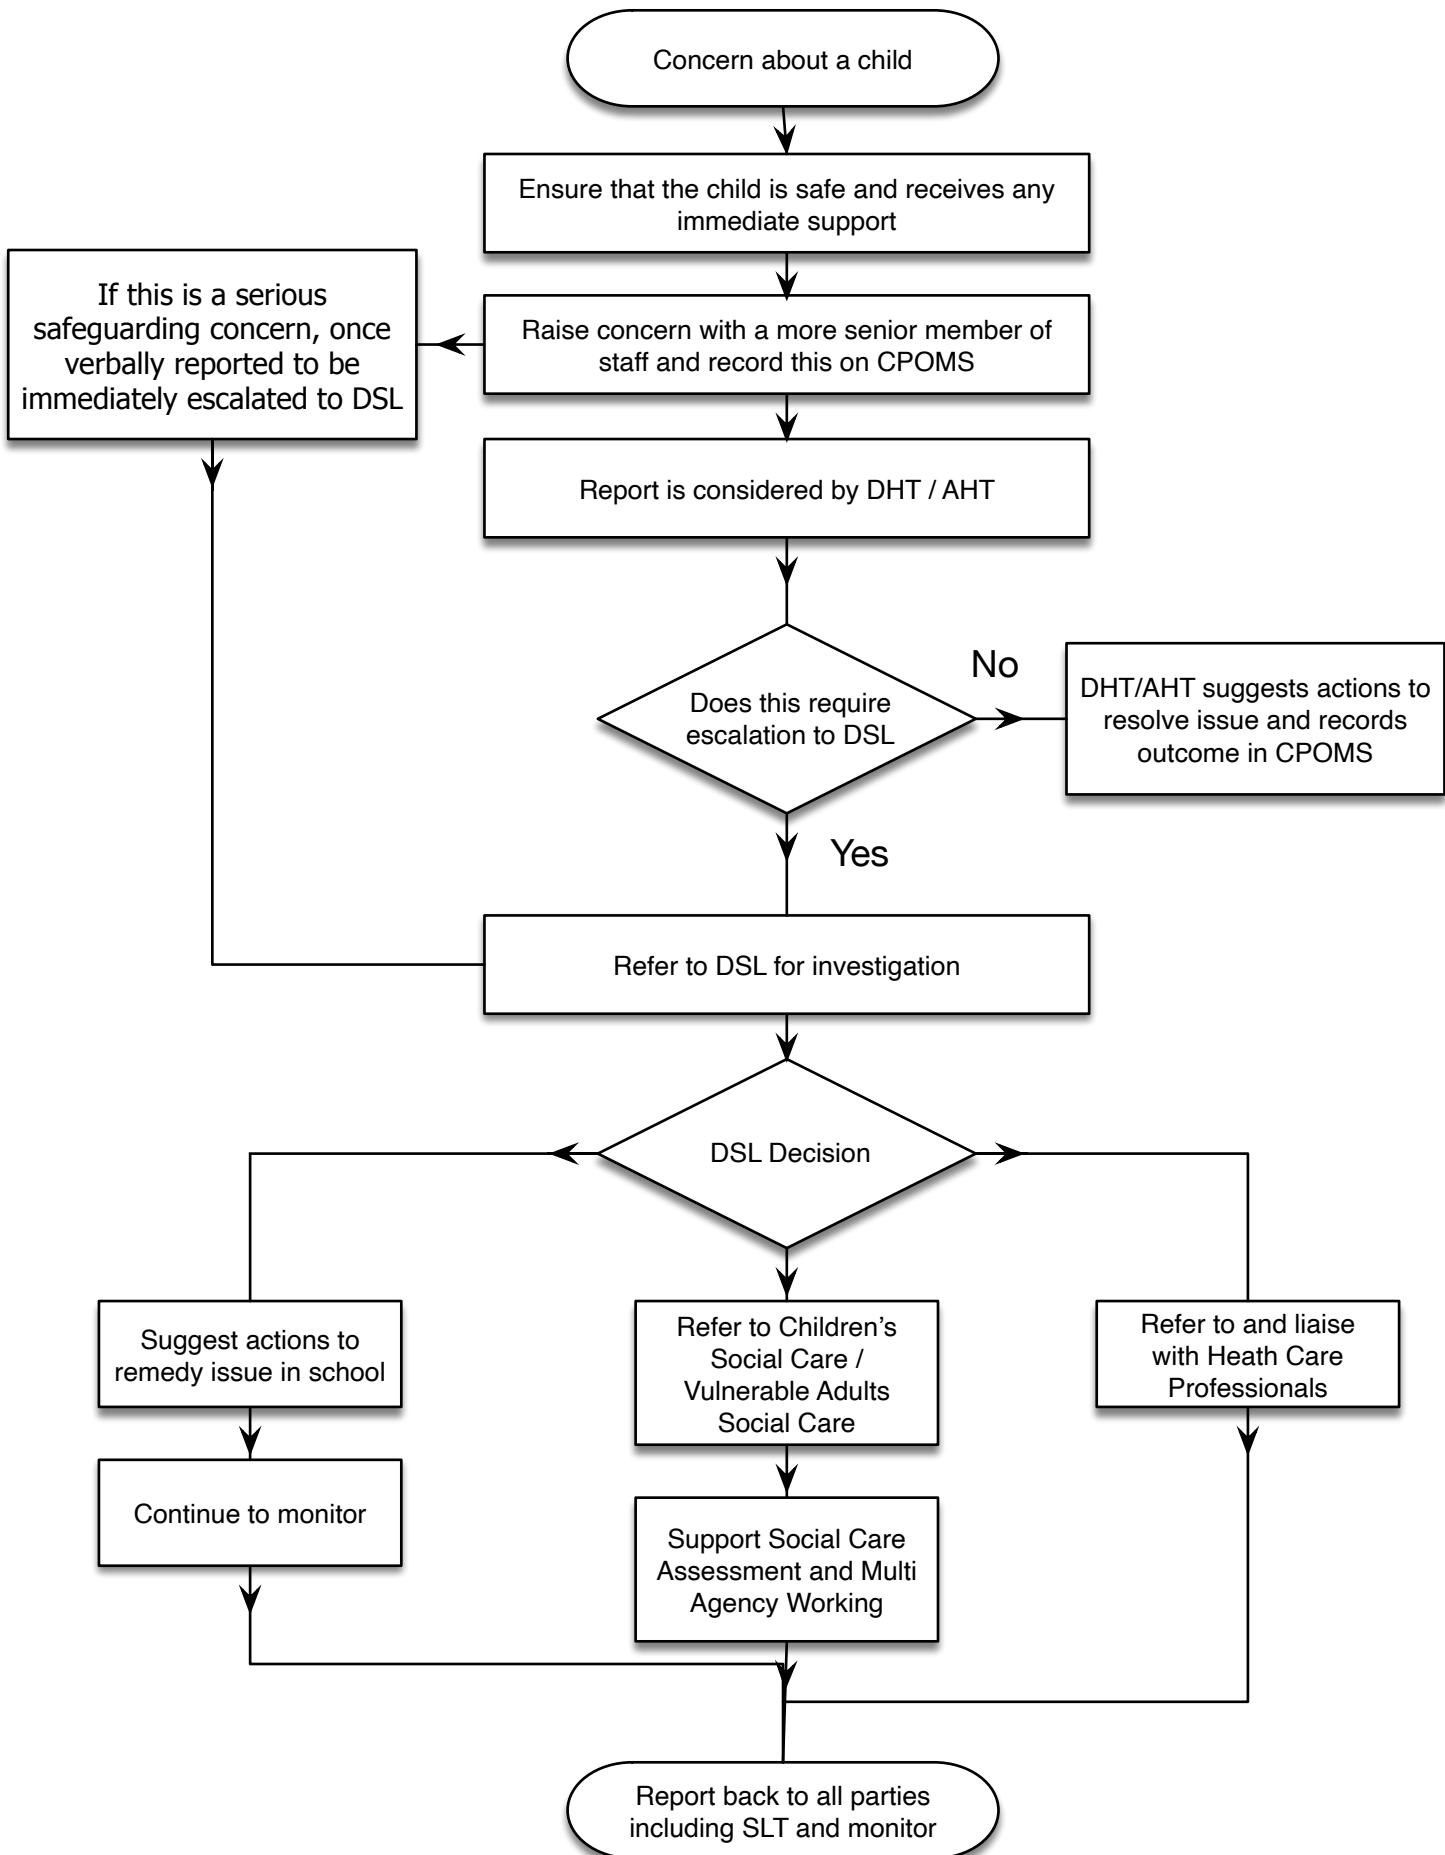 Concern about a child
Ensure that the child is safe and receives any
immediate support
If this is a serious
safeguarding concern, once
verbally reported to be
immediately escalated to DSL
Raise concern with a more senior member of
staff and record this on CPOMS
Report is considered by DHT / AHT
Does this require
escalation to DSL
No
DHT/AHT suggests actions to
resolve issue and records
outcome in CPOMS
Yes
Refer to DSL for investigation
DSL Decision
Suggest actions to
remedy issue in school
Continue to monitor
Refer to Children's
Social Care /
Vulnerable Adults
Social Care
Support Social Care
Assessment and Multi
Agency Working
Refer to and liaise
with Heath Care
Professionals
Report back to all parties
including SLT and monitor